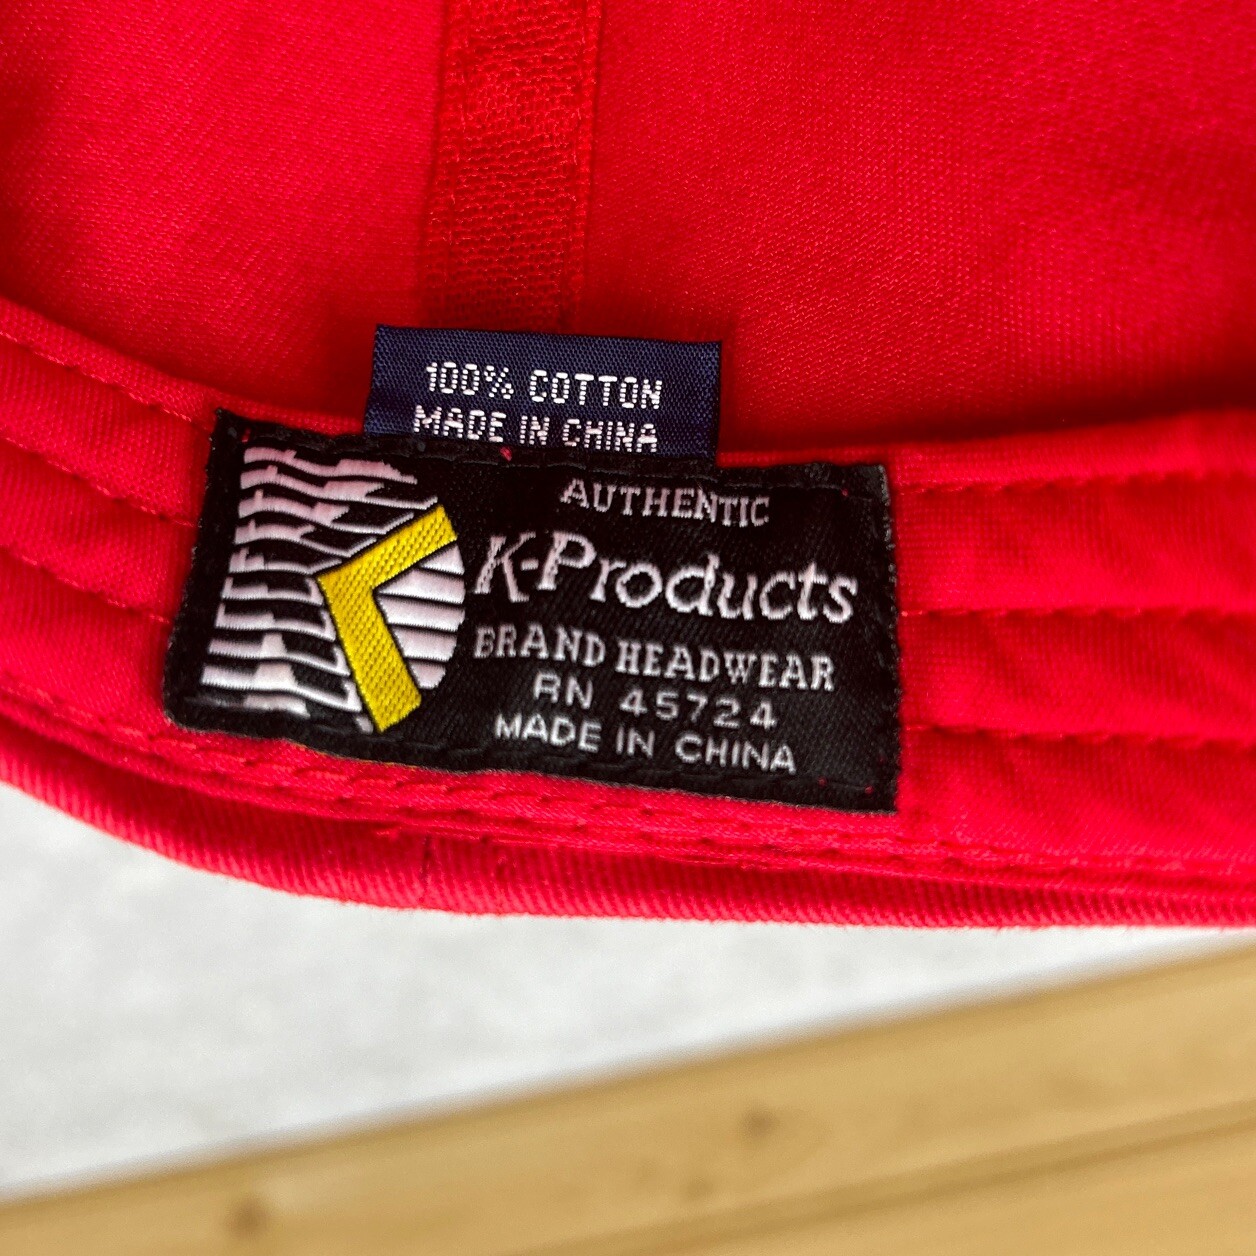 100% COTTON
MADE IN CHINA
AUTHENTIC
K-Products
BRAND HEADWEAR
RN 45724
MADE IN CHINA